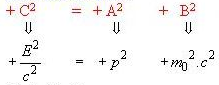 + C² = + A² + B²
⇓ ⇓ ⇓
+ E²/c² = + p² + m₀².c²